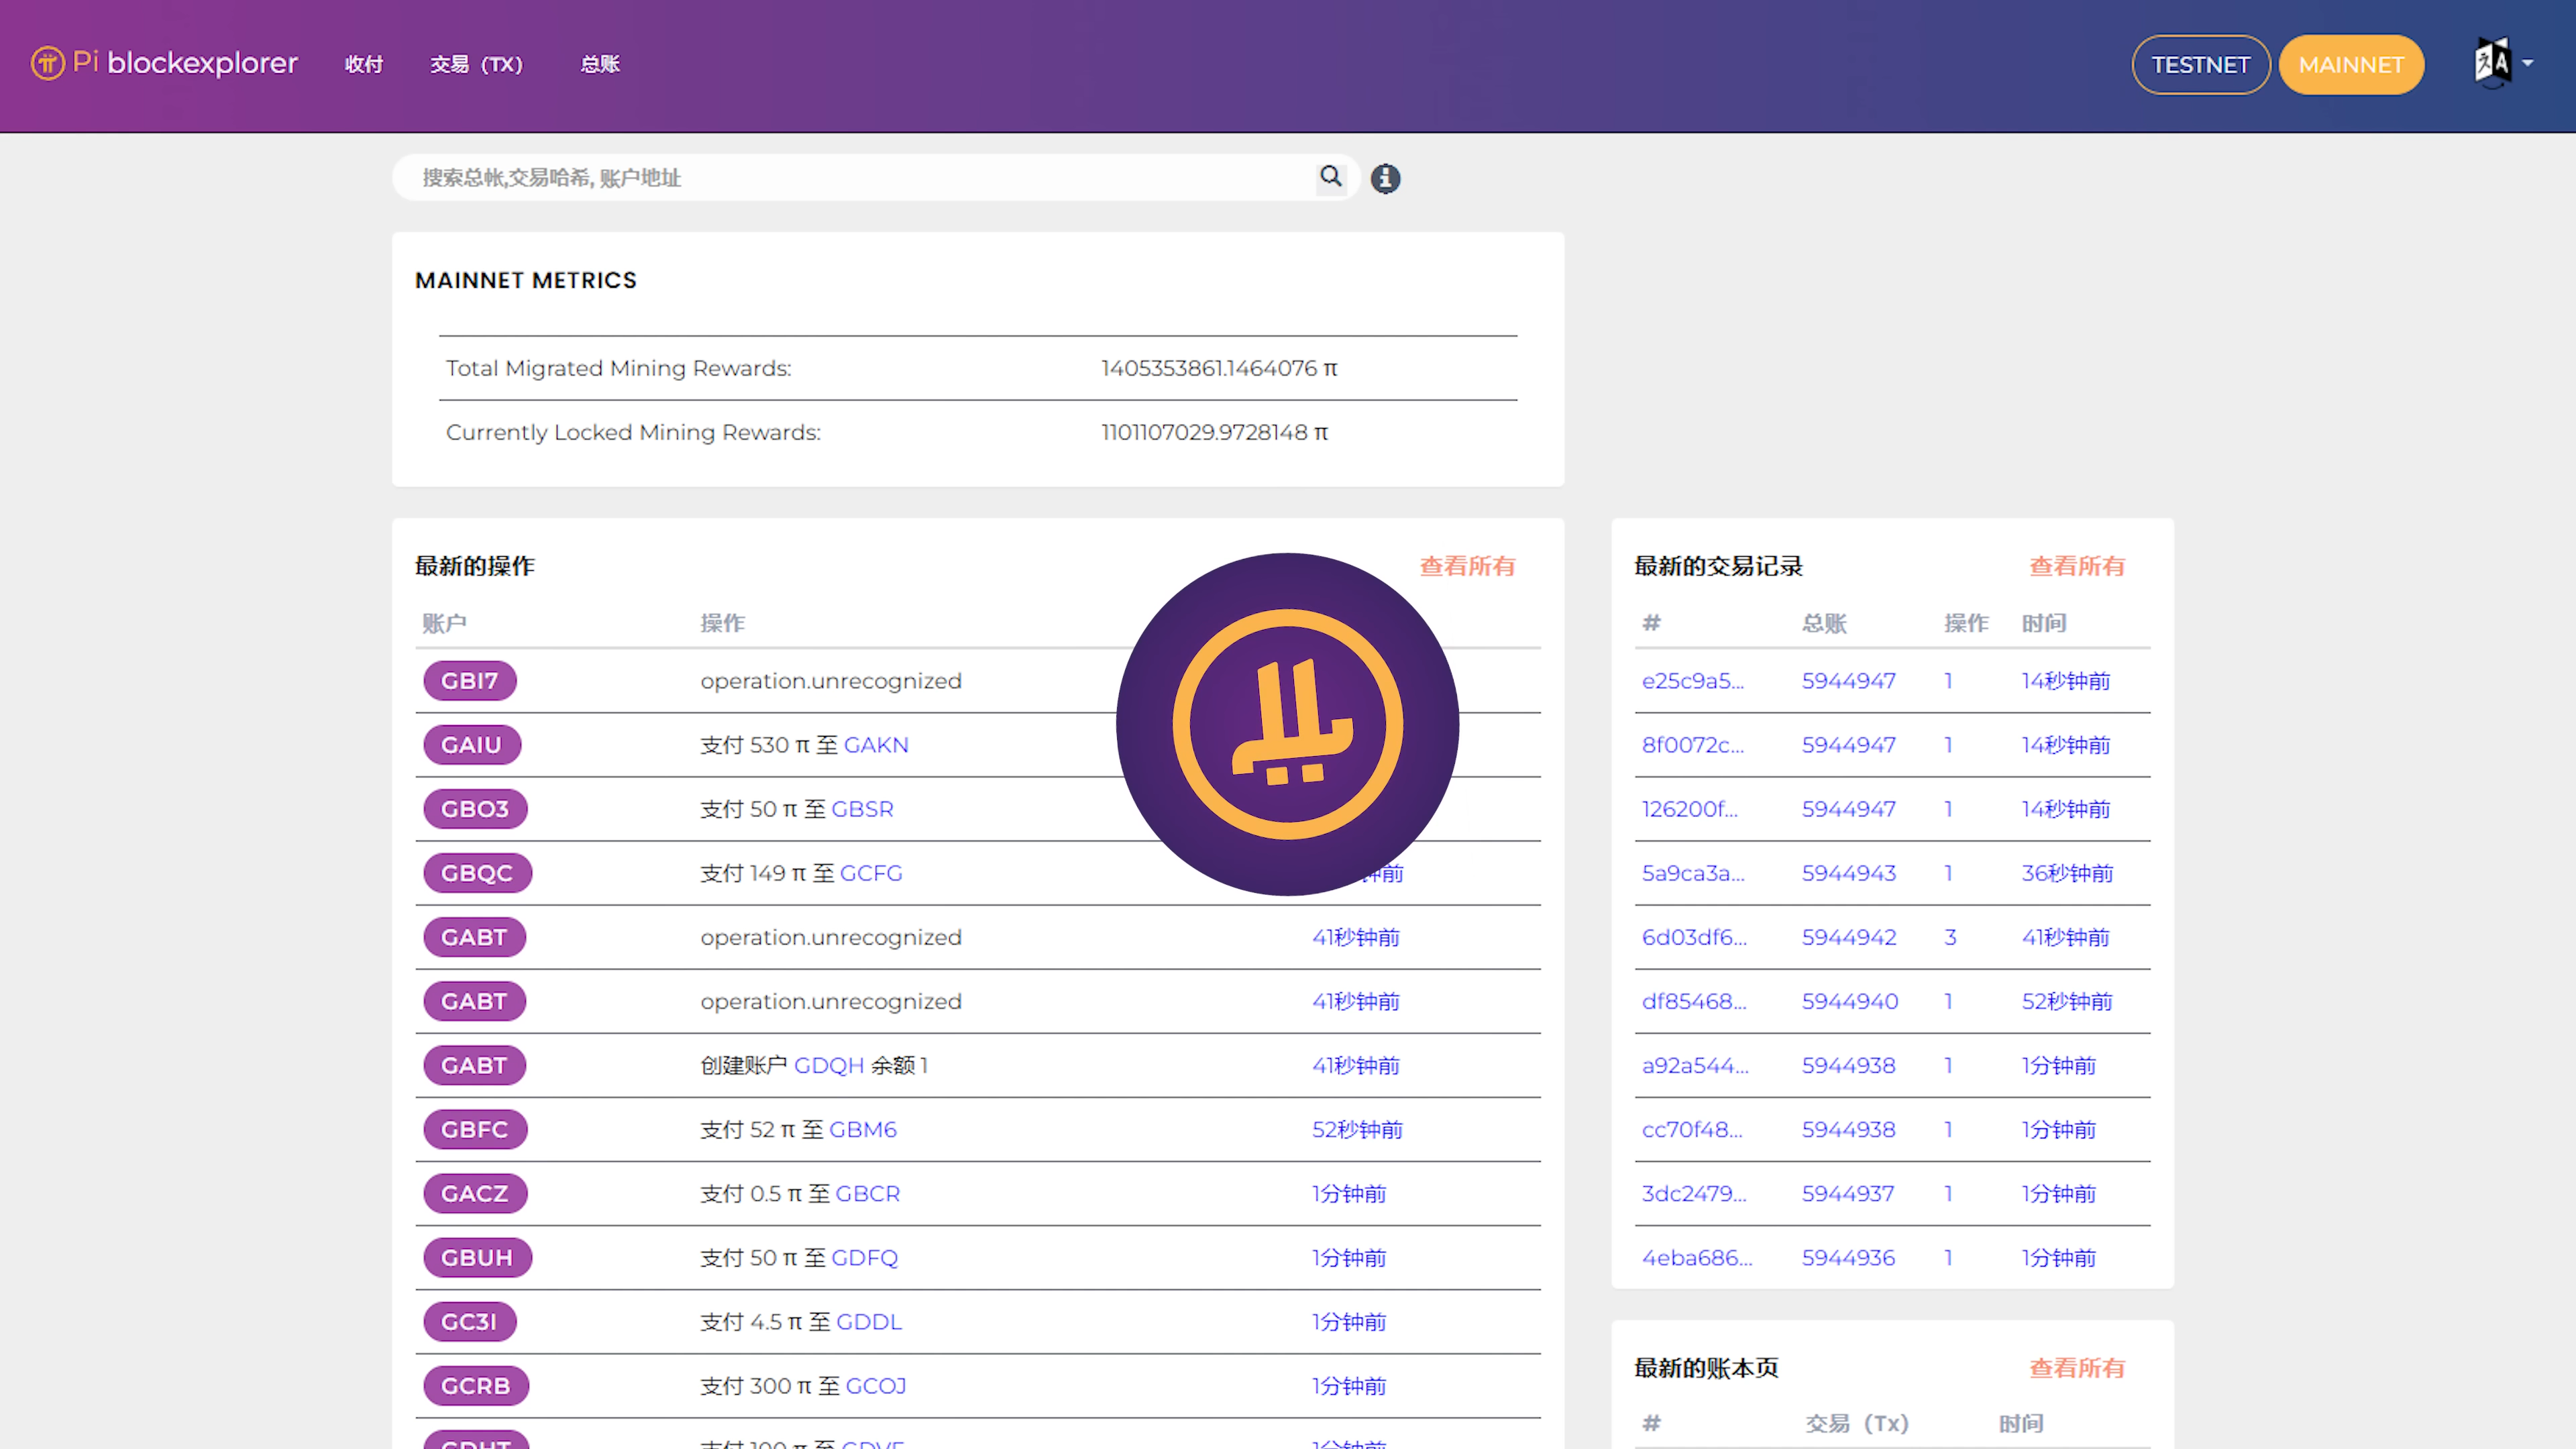 Pi blockexplorer 收付 交易（TX） 总账 TESTNET MAINNET
搜索总帐,交易哈希, 账户地址
MAINNET METRICS
Total Migrated Mining Rewards: 1405353861.1464076 π
Currently Locked Mining Rewards: 1101107029.9728148 π
最新的操作 查看所有
账户 操作
GBI7 operation.unrecognized
GAIU 支付 530 π 至 GAKN
GBO3 支付 50 π 至 GBSR
GBQC 支付 149 π 至 GCFG 钟前
GABT operation.unrecognized 41秒钟前
GABT operation.unrecognized 41秒钟前
GABT 创建账户 GDQH 余额 1 41秒钟前
GBFC 支付 52 π 至 GBM6 52秒钟前
GACZ 支付 0.5 π 至 GBCR 1分钟前
GBUH 支付 50 π 至 GDFQ 1分钟前
GC3I 支付 4.5 π 至 GDDL 1分钟前
GCRB 支付 300 π 至 GCOJ 1分钟前
支付 100 π 至 1分钟前
最新的交易记录 查看所有
# 总账 操作 时间
e25c9a5... 5944947 1 14秒钟前
8f0072c... 5944947 1 14秒钟前
126200f... 5944947 1 14秒钟前
5a9ca3a... 5944943 1 36秒钟前
6d03df6... 5944942 3 41秒钟前
df85468... 5944940 1 52秒钟前
a92a544... 5944938 1 1分钟前
cc70f48... 5944938 1 1分钟前
3dc2479... 5944937 1 1分钟前
4eba686... 5944936 1 1分钟前
最新的账本页 查看所有
# 交易（Tx） 时间